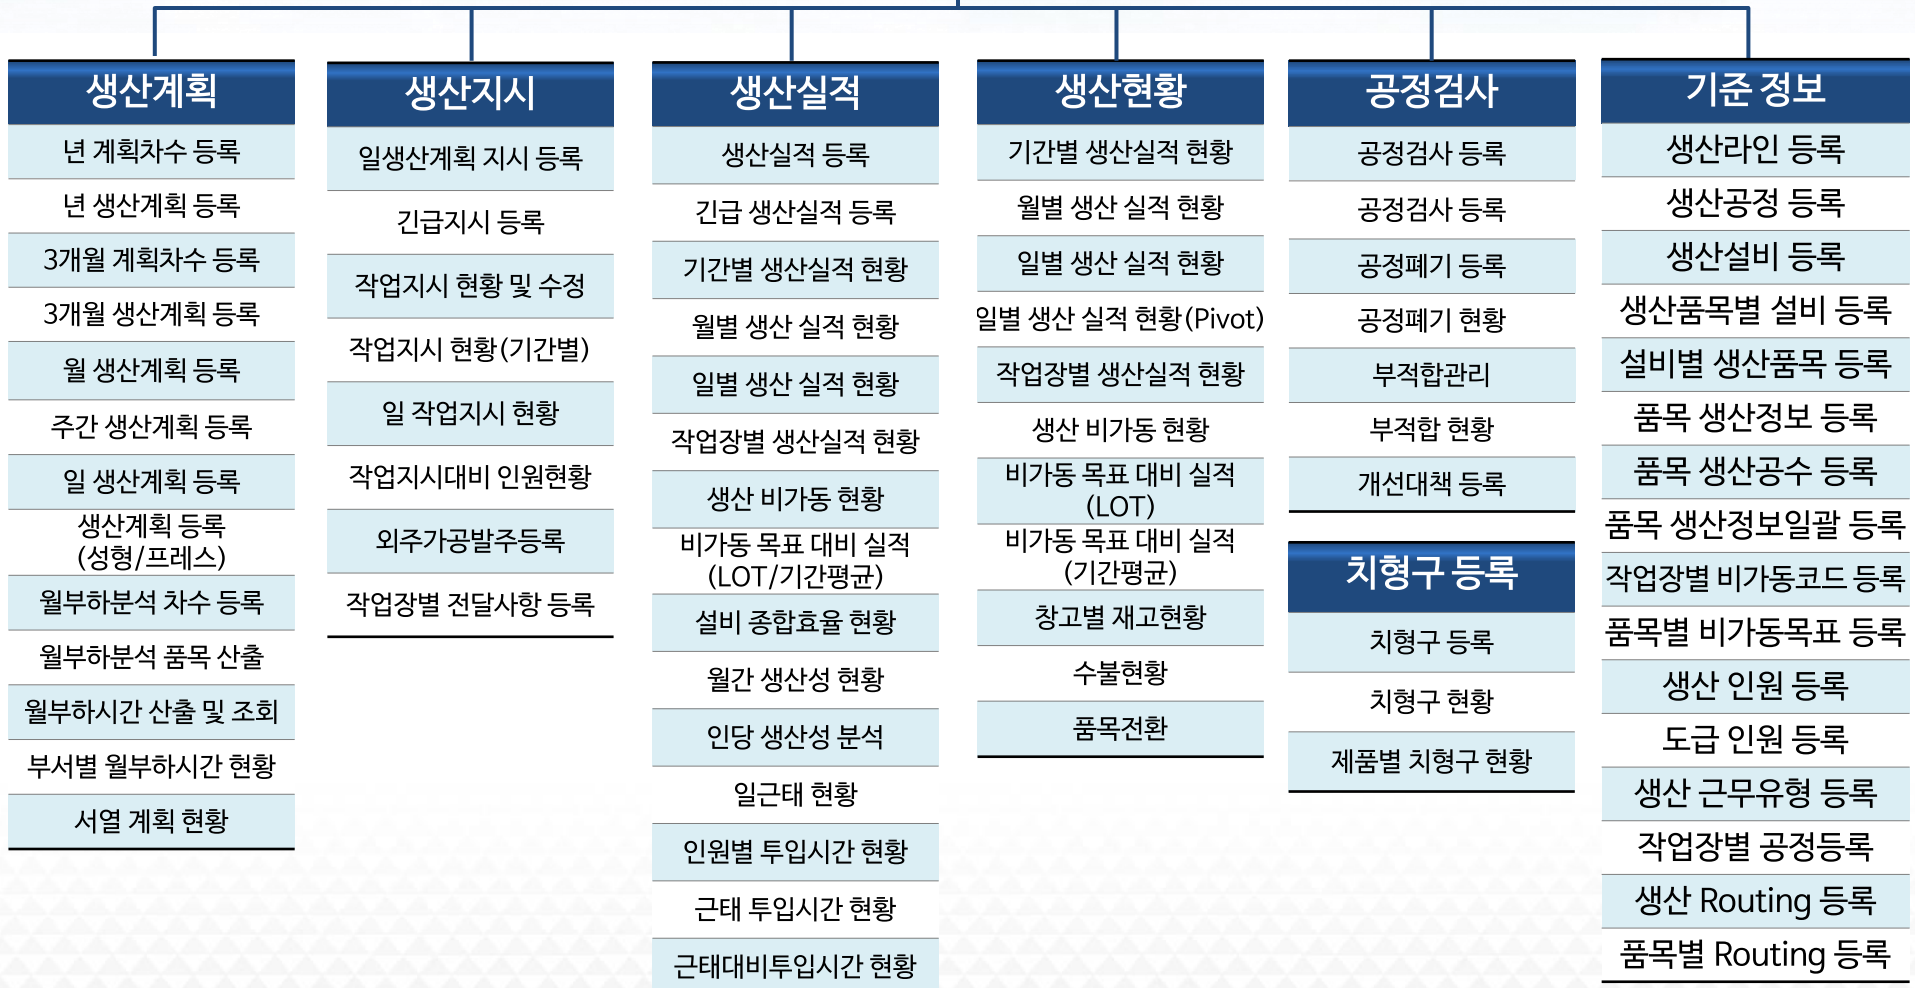 생산계획
년 계획차수 등록
년 생산계획 등록
3개월 계획차수 등록
3개월 생산계획 등록
월 생산계획 등록
주간 생산계획 등록
일 생산계획 등록
생산계획 등록
(성형/프레스)
월부하분석 차수 등록
월부하분석 품목 산출
월부하시간 산출 및 조회
부서별 월부하시간 현황
서열 계획 현황
생산지시
일생산계획 지시 등록
긴급지시 등록
작업지시 현황 및 수정
작업지시 현황(기간별)
일 작업지시 현황
작업지시대비 인원현황
외주가공발주등록
작업장별 전달사항 등록
생산실적
생산실적 등록
긴급 생산실적 등록
기간별 생산실적 현황
월별 생산 실적 현황
일별 생산 실적 현황
작업장별 생산실적 현황
생산 비가동 현황
비가동 목표 대비 실적
(LOT/기간평균)
설비 종합효율 현황
월간 생산성 현황
인당 생산성 분석
일근태 현황
인원별 투입시간 현황
근태 투입시간 현황
근태대비투입시간 현황
생산현황
기간별 생산실적 현황
월별 생산 실적 현황
일별 생산 실적 현황
일별 생산 실적 현황(Pivot)
작업장별 생산실적 현황
생산 비가동 현황
비가동 목표 대비 실적
(LOT)
비가동 목표 대비 실적
(기간평균)
창고별 재고현황
수불현황
품목전환
공정검사
공정검사 등록
공정검사 등록
공정폐기 등록
공정폐기 현황
부적합관리
부적합 현황
개선대책 등록
치형구 등록
치형구 등록
치형구 현황
제품별 치형구 현황
기준 정보
생산라인 등록
생산공정 등록
생산설비 등록
생산품목별 설비 등록
설비별 생산품목 등록
품목 생산정보 등록
품목 생산공수 등록
품목 생산정보일괄 등록
작업장별 비가동코드 등록
품목별 비가동목표 등록
생산 인원 등록
도급 인원 등록
생산 근무유형 등록
작업장별 공정등록
생산 Routing 등록
품목별 Routing 등록